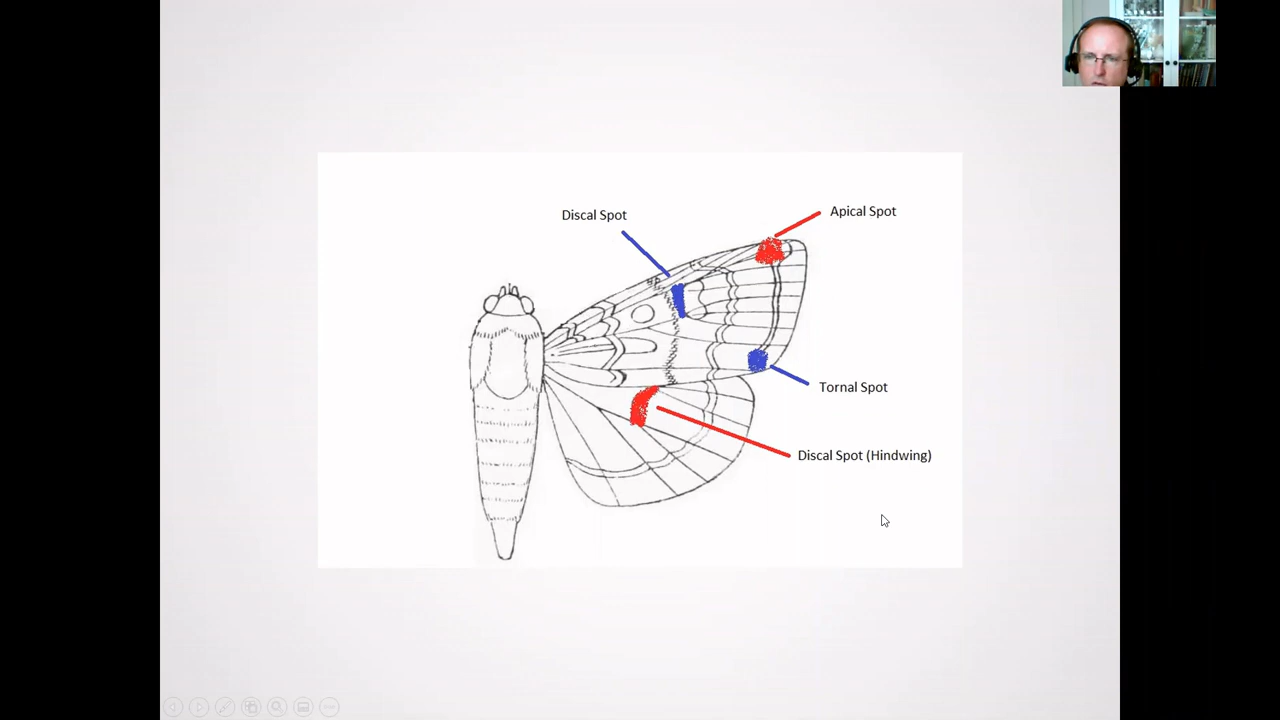 Discal Spot
Apical Spot
Tornal Spot
Discal Spot (Hindwing)